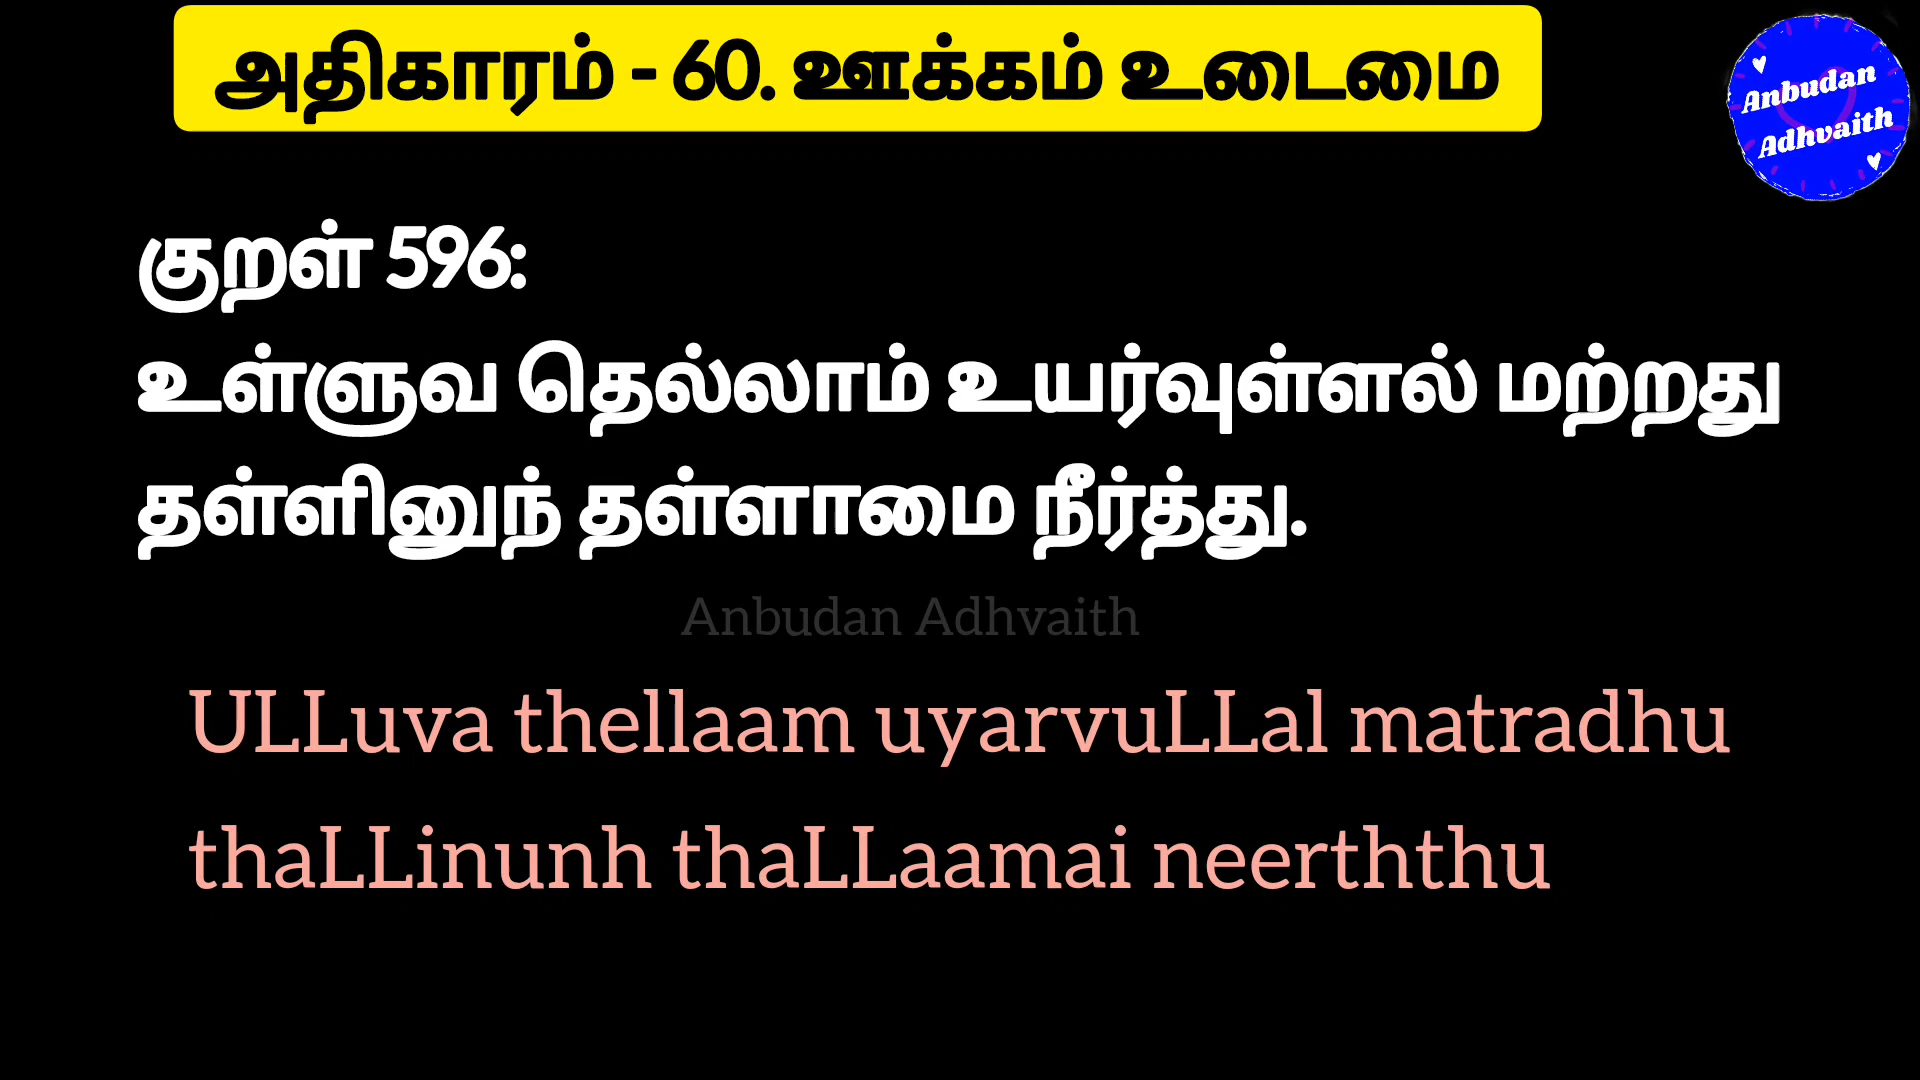 அதிகாரம் - 60. ஊக்கம் உடைமை
Anbudan
Adhvaith
குறள் 596:
உள்ளுவ தெல்லாம் உயர்வுள்ளல் மற்றது
தள்ளினுந் தள்ளாமை நீர்த்து.
Anbudan Adhvaith
ULLuva thellaam uyarvuLLal matradhu
thaLLinunh thaLLaamai neerththu